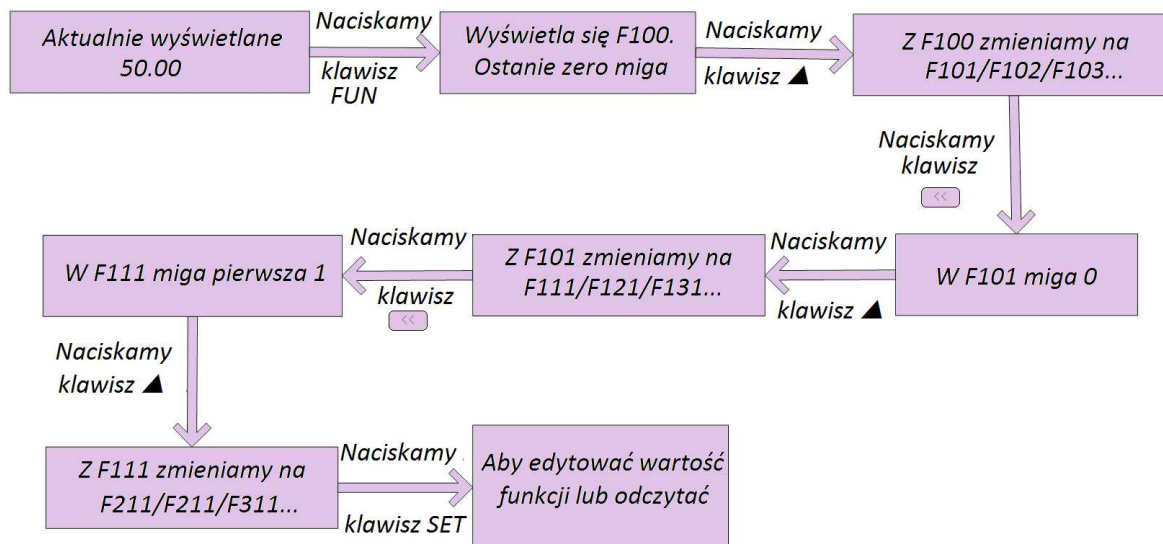 Aktualnie wyświetlane
50.00
Naciskamy
klawisz
FUN
Wyświetla się F100.
Ostanie zero miga
Naciskamy
klawisz ▲
Z F100 zmieniamy na
F101/F102/F103...
Naciskamy
klawisz
<<
W F101 miga 0
Naciskamy
klawisz ▲
Z F101 zmieniamy na
F111/F121/F131...
Naciskamy
klawisz
<<
W F111 miga pierwsza 1
Naciskamy
klawisz ▲
Z F111 zmieniamy na
F211/F211/F311...
Naciskamy
klawisz SET
Aby edytować wartość
funkcji lub odczytać